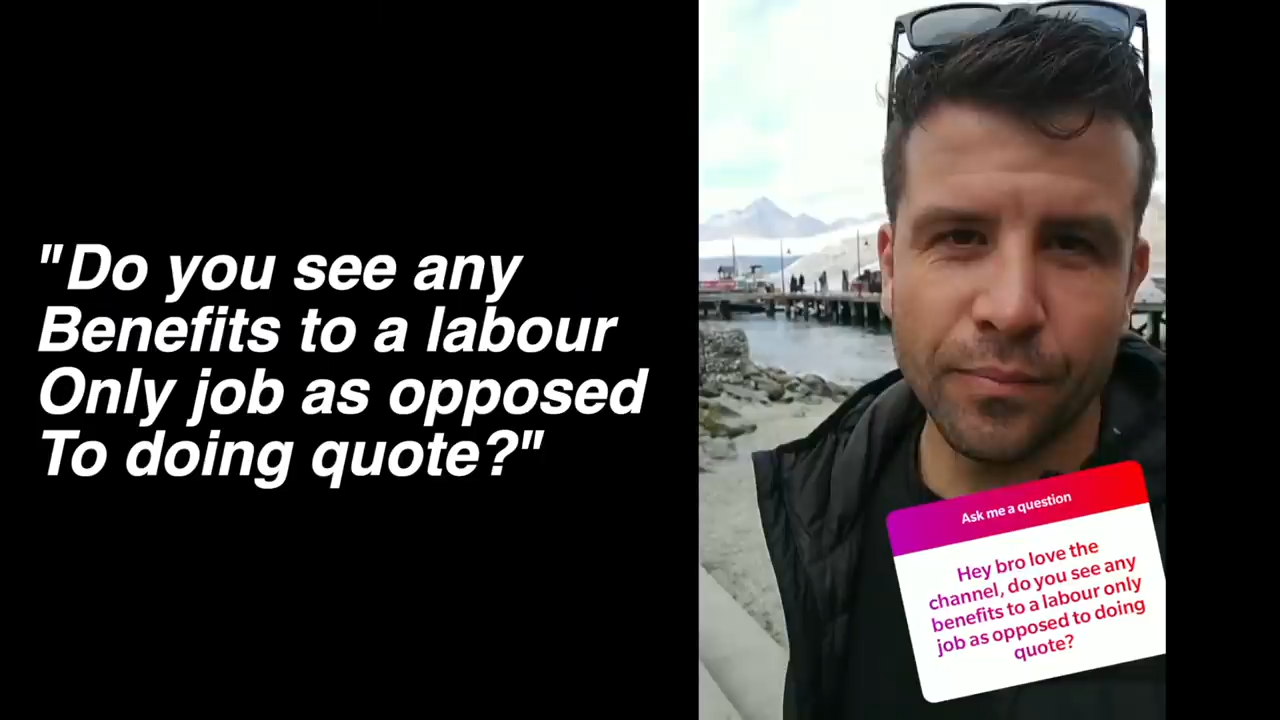 "Do you see any
Benefits to a labour
Only job as opposed
To doing quote?"
Ask me a question
Hey bro love the
channel, do you see any
benefits to a labour only
job as opposed to doing
quote?